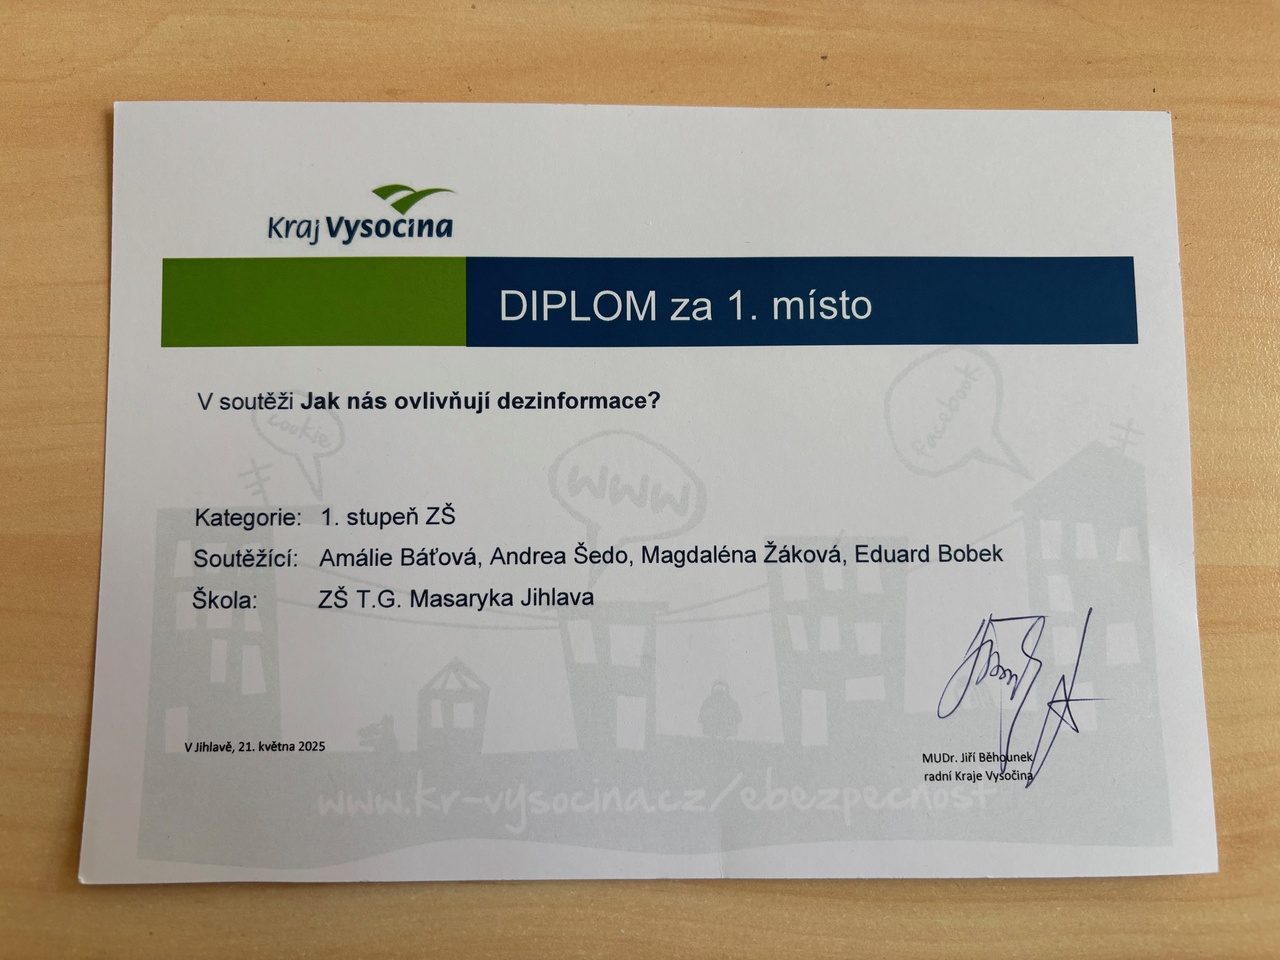 Kraj Vysočina
DIPLOM za 1. místo
V soutěži Jak nás ovlivňují dezinformace?
cookie
www
facebook
Kategorie: 1. stupeň ZŠ
Soutěžící: Amálie Báťová, Andrea Šedo, Magdaléna Žáková, Eduard Bobek
Škola: ZŠ T.G. Masaryka Jihlava
V Jihlavě, 21. května 2025
MUDr. Jiří Běhounek
radní Kraje Vysočina
www.kr-vysocina.cz/ebezpecnost